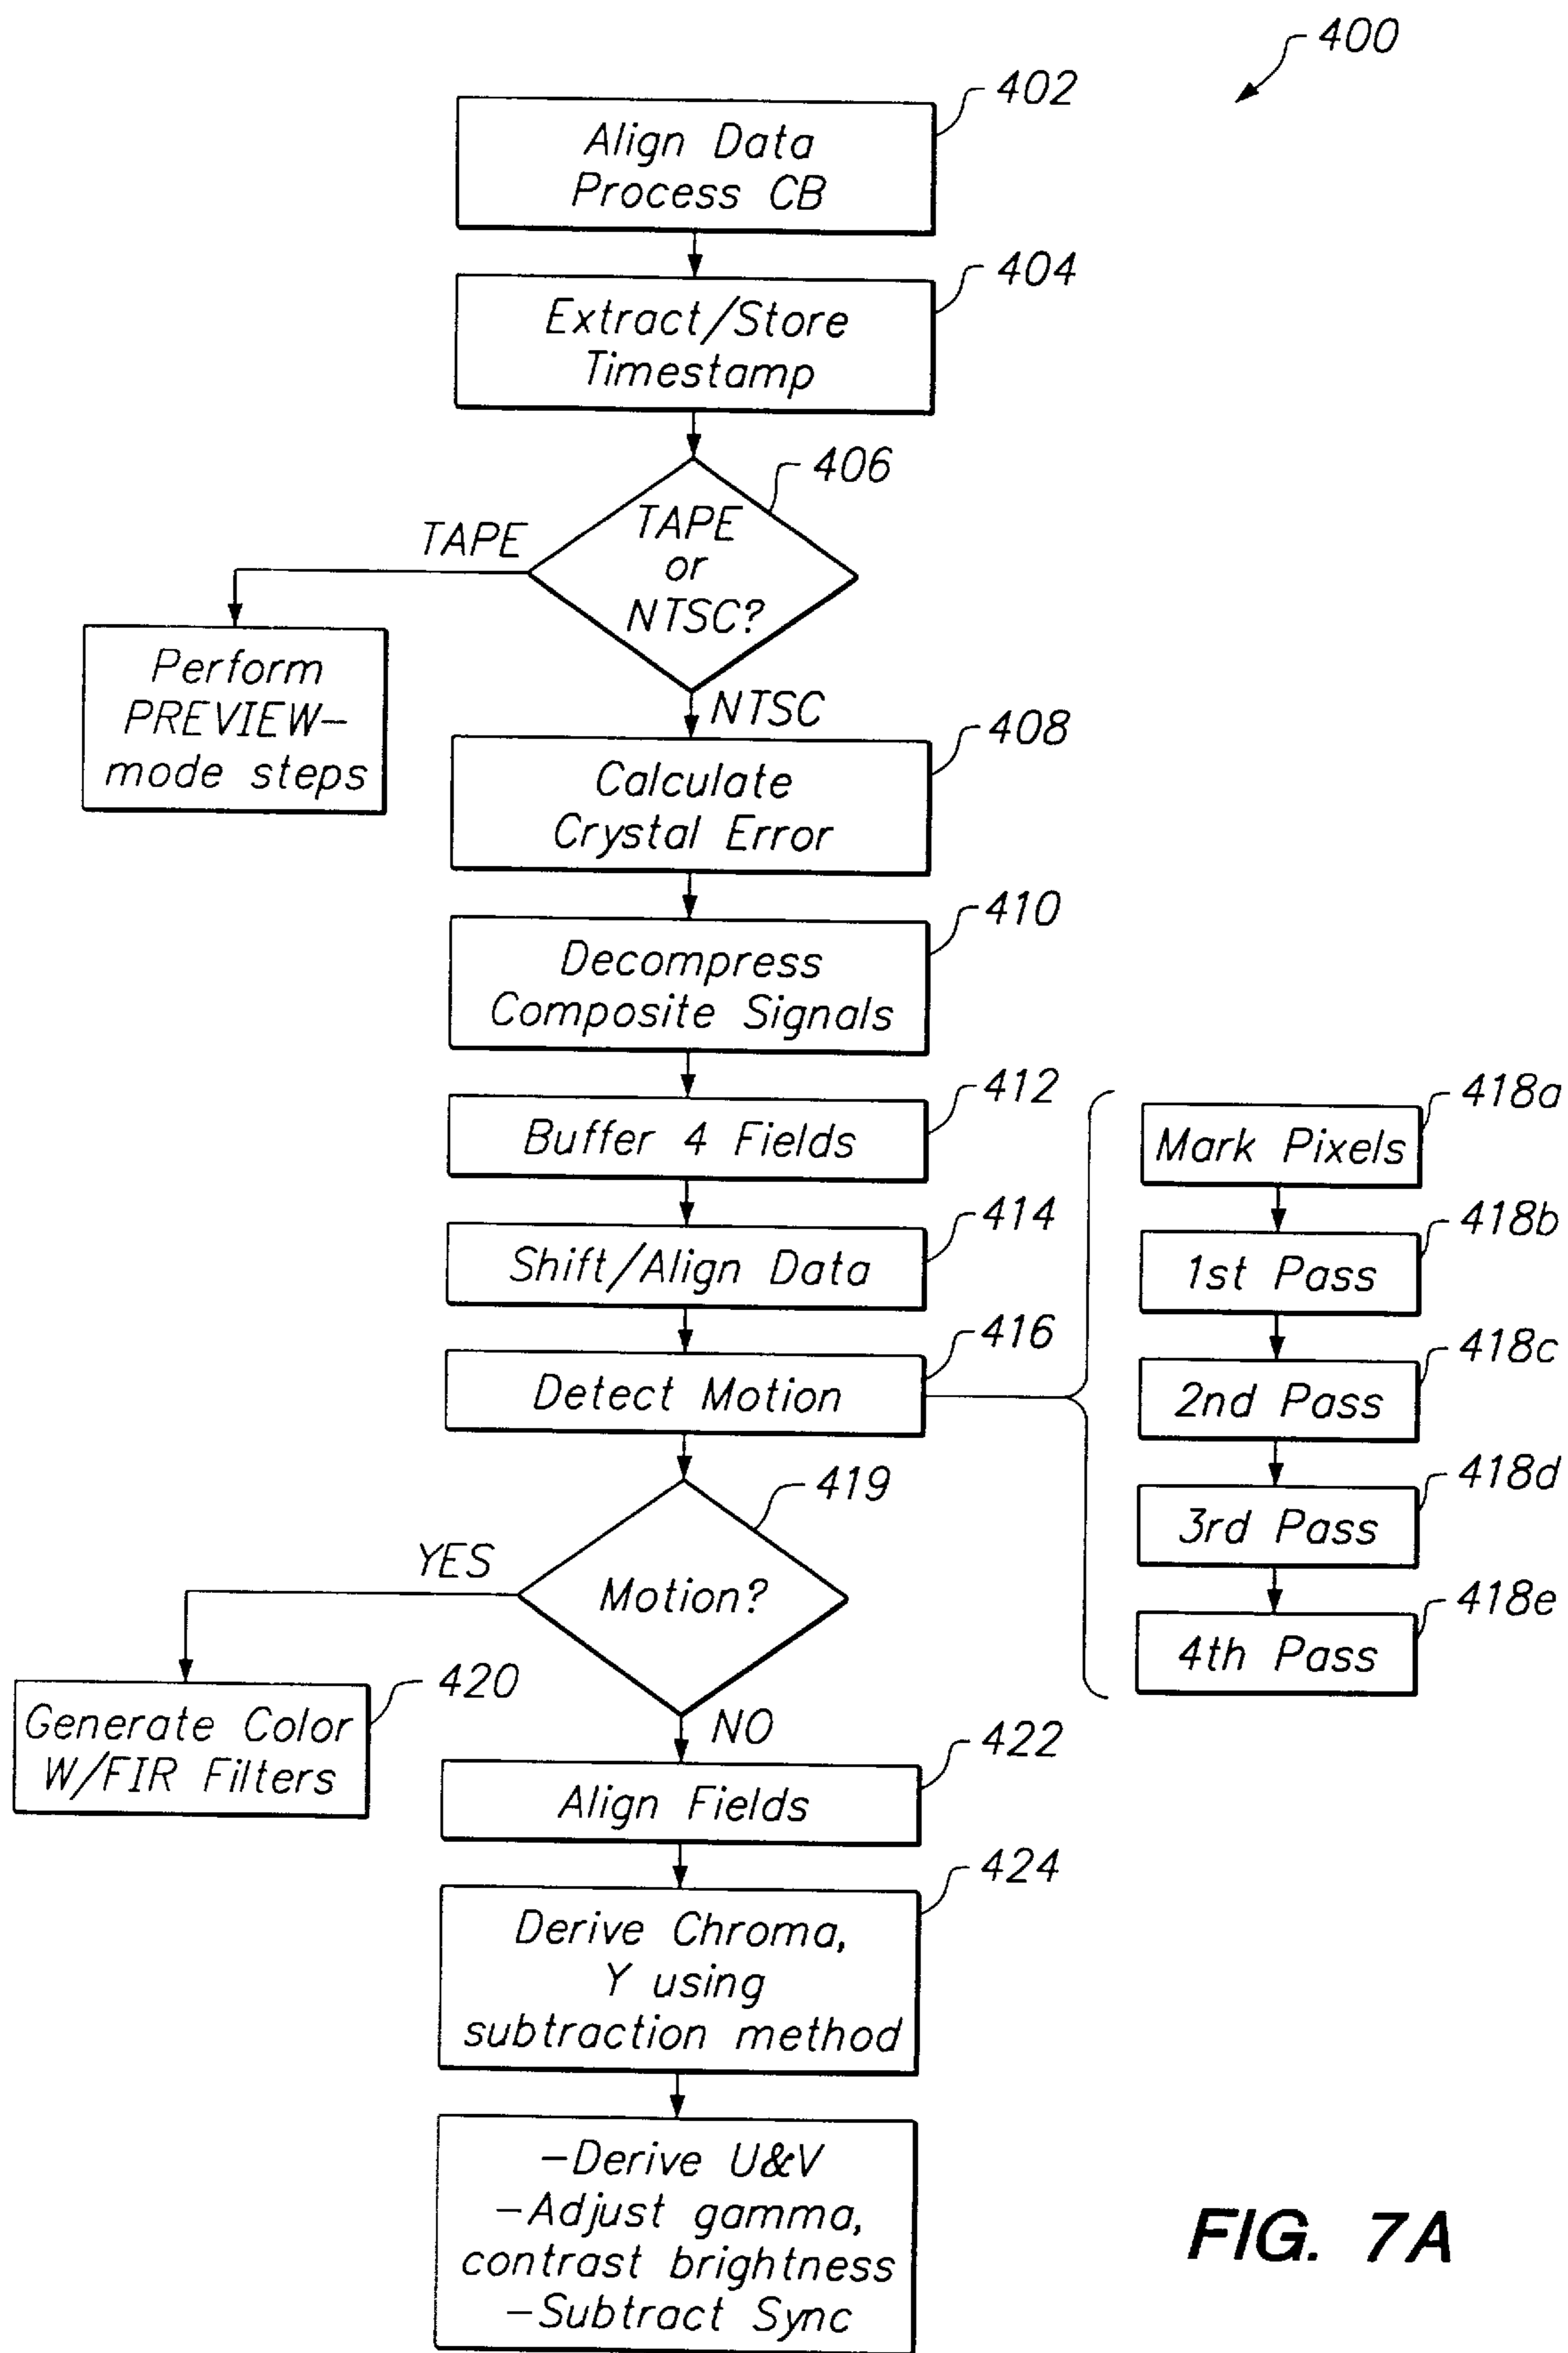 400
402
Align Data
Process CB
404
Extract/Store
Timestamp
406
TAPE
or
NTSC?
TAPE
Perform
PREVIEW-
mode steps
NTSC
408
Calculate
Crystal Error
410
Decompress
Composite Signals
412
Buffer 4 Fields
414
Shift/Align Data
416
Detect Motion
418a
Mark Pixels
418b
1st Pass
418c
2nd Pass
418d
3rd Pass
418e
4th Pass
419
Motion?
YES
420
Generate Color
W/FIR Filters
NO
422
Align Fields
424
Derive Chroma,
Y using
subtraction method
-Derive U&V
-Adjust gamma,
contrast brightness
-Subtract Sync
FIG. 7A